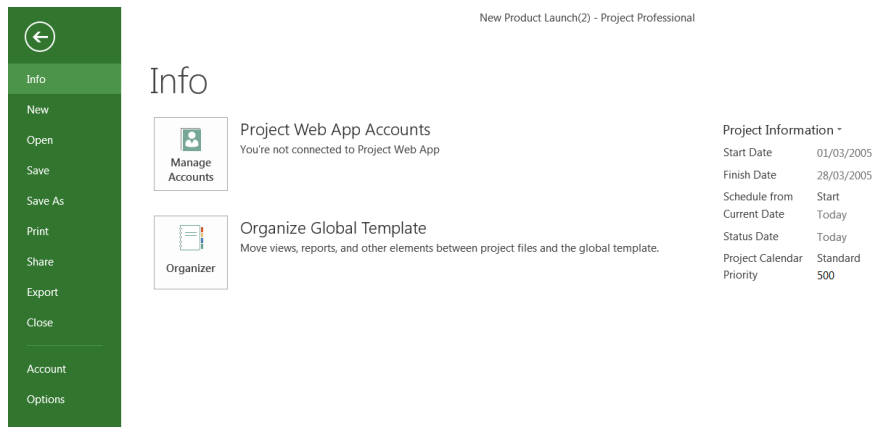 New Product Launch(2) - Project Professional
Info
New
Open
Save
Save As
Print
Share
Export
Close
Account
Options
Info
Manage
Accounts
Project Web App Accounts
You're not connected to Project Web App
Organizer
Organize Global Template
Move views, reports, and other elements between project files and the global template.
Project Information
Start Date 01/03/2005
Finish Date 28/03/2005
Schedule from Start
Current Date Today
Status Date Today
Project Calendar Standard
Priority 500